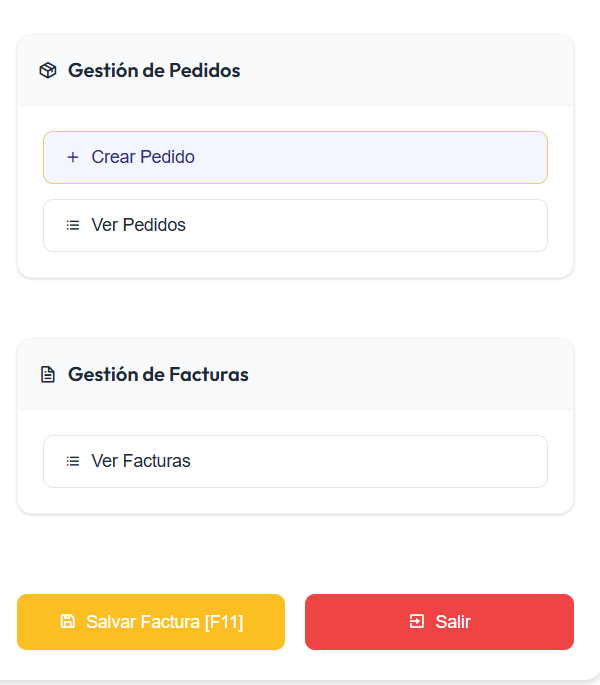 Gestión de Pedidos
Crear Pedido
Ver Pedidos
Gestión de Facturas
Ver Facturas
Salvar Factura [F11]
Salir